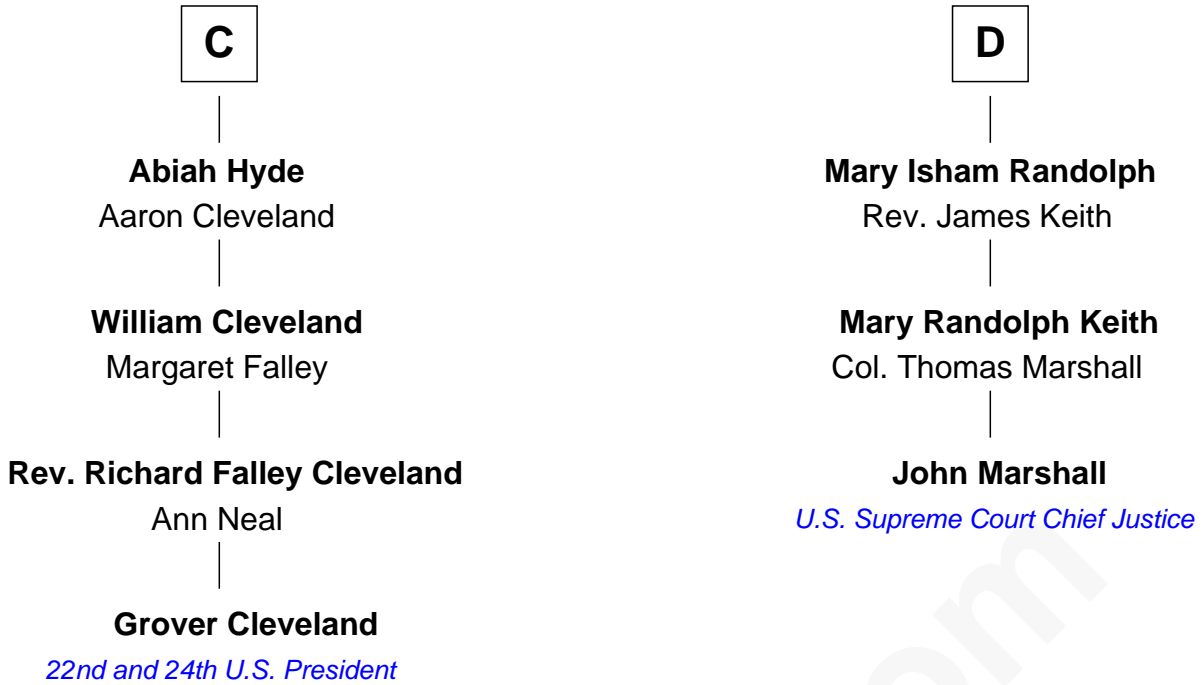 C
Abiah Hyde
Aaron Cleveland
William Cleveland
Margaret Falley
Rev. Richard Falley Cleveland
Ann Neal
Grover Cleveland
22nd and 24th U.S. President
D
Mary Isham Randolph
Rev. James Keith
Mary Randolph Keith
Col. Thomas Marshall
John Marshall
U.S. Supreme Court Chief Justice
om